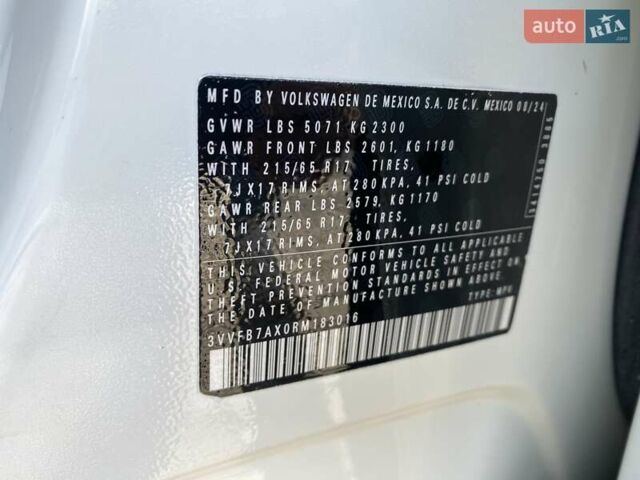 auto RIA .com
MFD BY VOLKSWAGEN DE MEXICO S.A. DE C.V. MEXICO 08/24
GVWR LBS 5071 KG 2300
GAWR FRONT LBS 2601, KG 1180
WITH 215/65 R17 TIRES.
7JX17 RIMS, AT 280 KPA, 41 PSI COLD
GAWR REAR LBS 2579, KG 1170
WITH 215/65 R17 TIRES.
7JX17 RIMS, AT 280 KPA, 41 PSI COLD
THIS VEHICLE CONFORMS TO ALL APPLICABLE
U.S. FEDERAL MOTOR VEHICLE SAFETY AND
THEFT PREVENTION STANDARDS IN EFFECT ON
THE DATE OF MANUFACTURE SHOWN ABOVE.
3VVFB7AX0RM183016 TYPE: MPV